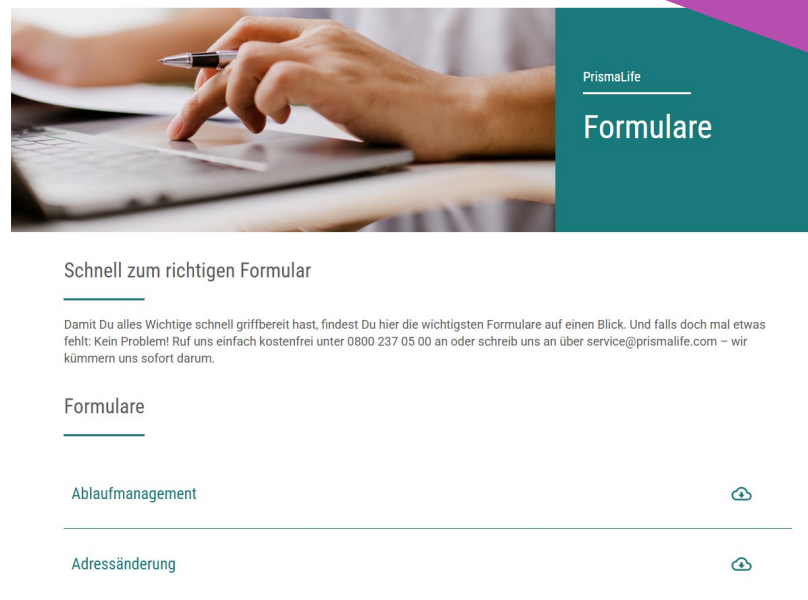 PrismaLife
Formulare
Schnell zum richtigen Formular
Damit Du alles Wichtige schnell griffbereit hast, findest Du hier die wichtigsten Formulare auf einen Blick. Und falls doch mal etwas
fehlt: Kein Problem! Ruf uns einfach kostenfrei unter 0800 237 05 00 an oder schreib uns an über service@prismalife.com – wir
kümmern uns sofort darum.
Formulare
Ablaufmanagement
Adressänderung